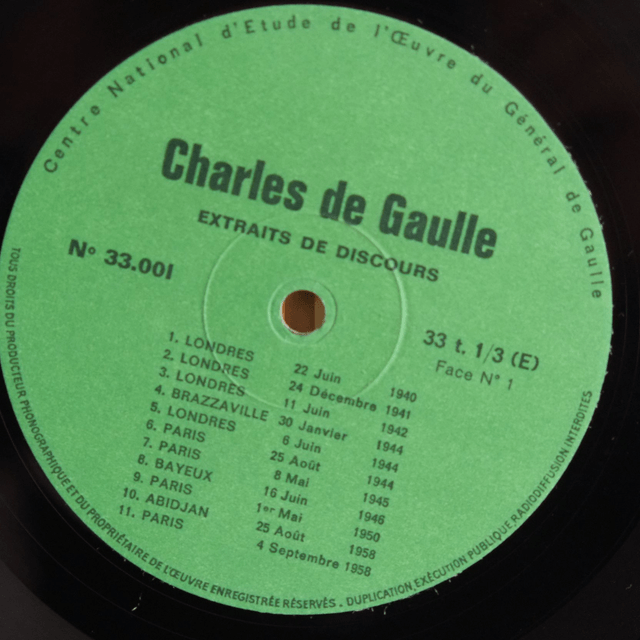 Centre National d'Etude de l'Œuvre du Général de Gaulle
Charles de Gaulle
EXTRAITS DE DISCOURS
Nº 33.001
33 t. 1/3 (E)
Face Nº 1
1. LONDRES 22 Juin 1940
2. LONDRES 24 Décembre 1941
3. LONDRES 11 Juin 1942
4. BRAZZAVILLE 30 Janvier 1944
5. LONDRES 6 Juin 1944
6. PARIS 25 Août 1944
7. PARIS 8 Mai 1945
8. BAYEUX 16 Juin 1946
9. PARIS 1er Mai 1950
10. ABIDJAN 25 Août 1958
11. PARIS 4 Septembre 1958
TOUS DROITS DU PRODUCTEUR PHONOGRAPHIQUE ET DU PROPRIÉTAIRE DE L'ŒUVRE ENREGISTRÉE RÉSERVÉS . DUPLICATION EXÉCUTION PUBLIQUE RADIODIFFUSION INTERDITES